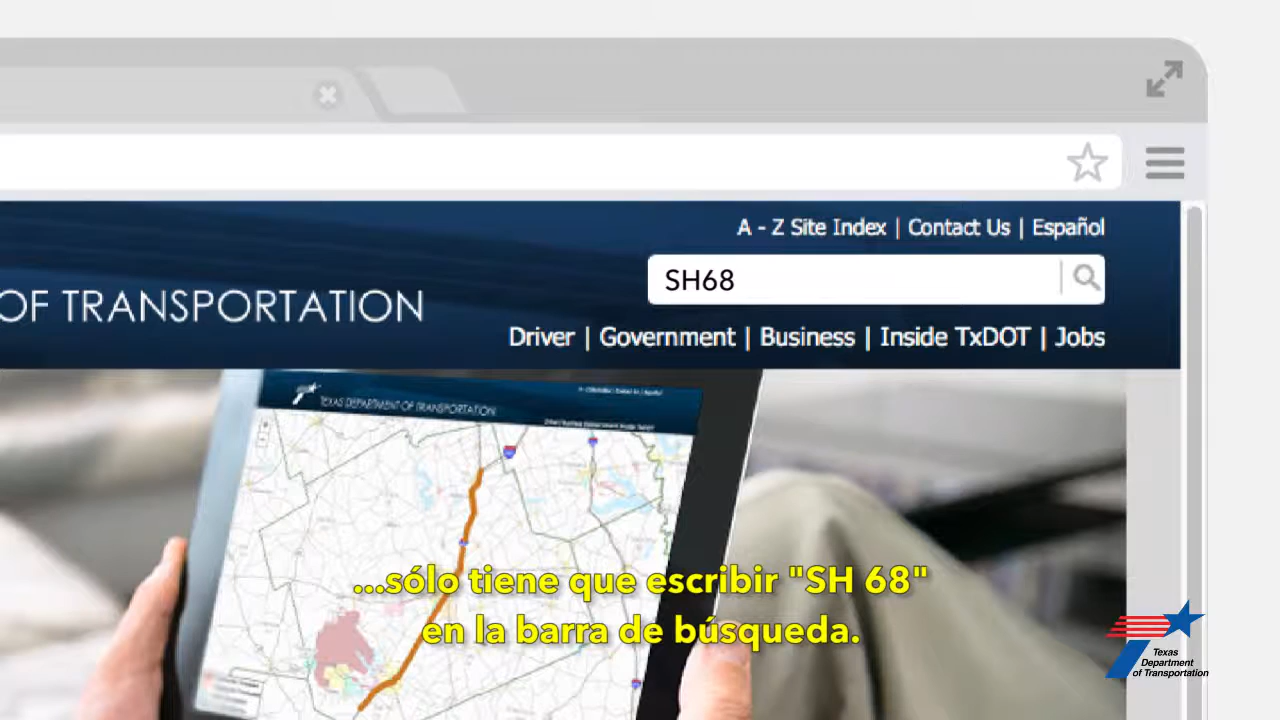 A - Z Site Index | Contact Us | Español
SH68
OF TRANSPORTATION
Driver | Government | Business | Inside TxDOT | Jobs
TEXAS DEPARTMENT OF TRANSPORTATION
...sólo tiene que escribir "SH 68"
en la barra de búsqueda.
Texas
Department
of Transportation